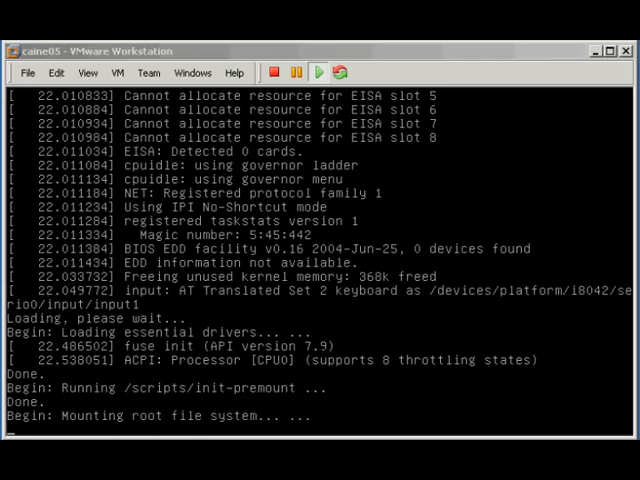 caine05 - VMware Workstation
File Edit View VM Team Windows Help
[   22.010833] Cannot allocate resource for EISA slot 5
[   22.010884] Cannot allocate resource for EISA slot 6
[   22.010934] Cannot allocate resource for EISA slot 7
[   22.010984] Cannot allocate resource for EISA slot 8
[   22.011034] EISA: Detected 0 cards.
[   22.011084] cpuidle: using governor ladder
[   22.011134] cpuidle: using governor menu
[   22.011184] NET: Registered protocol family 1
[   22.011234] Using IPI No-Shortcut mode
[   22.011284] registered taskstats version 1
[   22.011334]   Magic number: 5:45:442
[   22.011384] BIOS EDD facility v0.16 2004-Jun-25, 0 devices found
[   22.011434] EDD information not available.
[   22.033732] Freeing unused kernel memory: 368k freed
[   22.049772] input: AT Translated Set 2 keyboard as /devices/platform/i8042/se
rio0/input/input1
Loading, please wait...
Begin: Loading essential drivers... ...
[   22.486502] fuse init (API version 7.9)
[   22.538051] ACPI: Processor [CPU0] (supports 8 throttling states)
Done.
Begin: Running /scripts/init-premount ...
Done.
Begin: Mounting root file system... ...